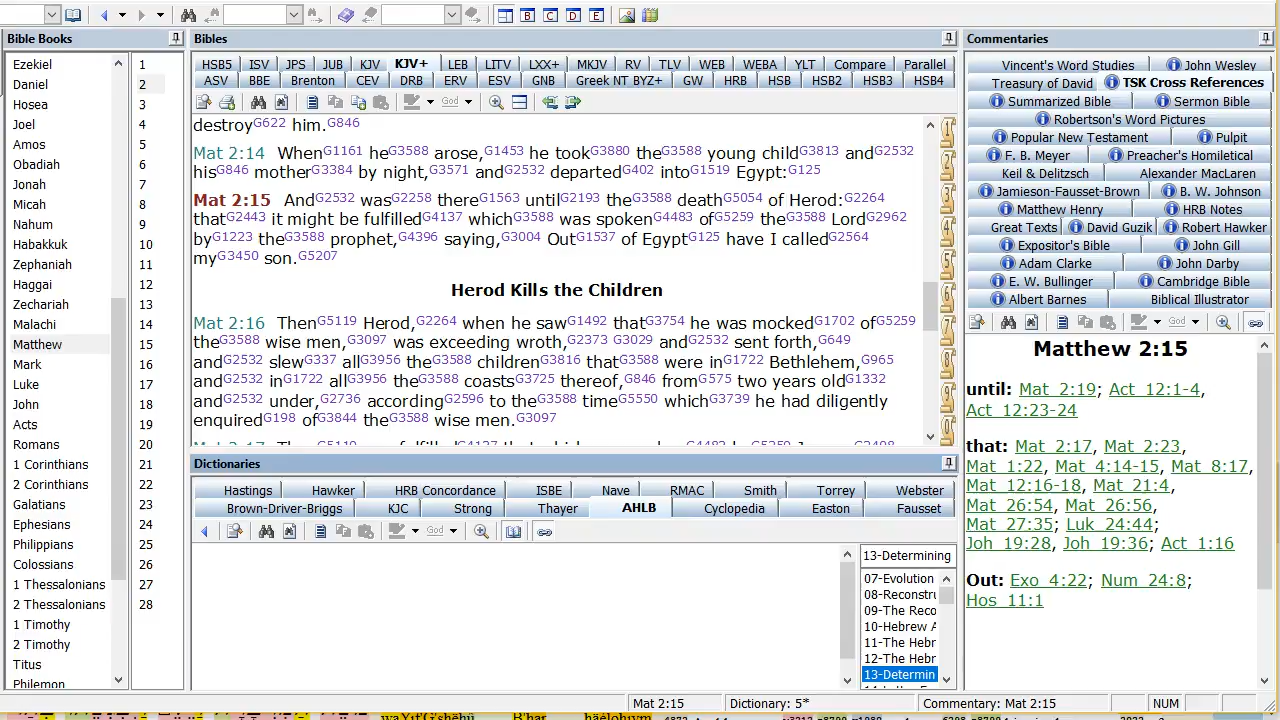 Bible Books
Bibles
Commentaries
Ezekiel
Daniel
Hosea
Joel
Amos
Obadiah
Jonah
Micah
Nahum
Habakkuk
Zephaniah
Haggai
Zechariah
Malachi
Matthew
Mark
Luke
John
Acts
Romans
1 Corinthians
2 Corinthians
Galatians
Ephesians
Philippians
Colossians
1 Thessalonians
2 Thessalonians
1 Timothy
2 Timothy
Titus
Philemon
1
2
3
4
5
6
7
8
9
10
11
12
13
14
15
16
17
18
19
20
21
22
23
24
25
26
27
28
HSB5 ISV JPS JUB KJV KJV+ LEB LITV LXX+ MKJV RV TLV WEB WEBA YLT Compare Parallel
ASV BBE Brenton CEV DRB ERV ESV GNB Greek NT BYZ+ GW HRB HSB HSB2 HSB3 HSB4
God
destroyG622 him.G846
Mat 2:14 WhenG1161 heG3588 arose,G1453 he tookG3880 theG3588 young childG3813 andG2532
hisG846 motherG3384 by night,G3571 andG2532 departedG402 intoG1519 Egypt:G125
Mat 2:15 AndG2532 wasG2258 thereG1563 untilG2193 theG3588 deathG5054 of Herod:G2264
thatG2443 it might be fulfilledG4137 whichG3588 was spokenG4483 ofG5259 theG3588 LordG2962
byG1223 theG3588 prophet,G4396 saying,G3004 OutG1537 of EgyptG125 have I calledG2564
myG3450 son.G5207
Herod Kills the Children
Mat 2:16 ThenG5119 Herod,G2264 when he sawG1492 thatG3754 he was mockedG1702 ofG5259
theG3588 wise men,G3097 was exceeding wroth,G2373 G3029 andG2532 sent forth,G649
andG2532 slewG337 allG3956 theG3588 childrenG3816 thatG3588 were inG1722 Bethlehem,G965
andG2532 inG1722 allG3956 theG3588 coastsG3725 thereof,G846 fromG575 two years oldG1332
andG2532 under,G2736 accordingG2596 to theG3588 timeG5550 whichG3739 he had diligently
enquiredG198 ofG3844 theG3588 wise men.G3097
Dictionaries
Hastings Hawker HRB Concordance ISBE Nave RMAC Smith Torrey Webster
Brown-Driver-Briggs KJC Strong Thayer AHLB Cyclopedia Easton Fausset
God
13-Determining
07-Evolution
08-Reconstru
09-The Reco
10-Hebrew A
11-The Hebr
12-The Hebr
13-Determin
Vincent's Word Studies John Wesley
Treasury of David TSK Cross References
Summarized Bible Sermon Bible
Robertson's Word Pictures
Popular New Testament Pulpit
F. B. Meyer Preacher's Homiletical
Keil & Delitzsch Alexander MacLaren
Jamieson-Fausset-Brown B. W. Johnson
Matthew Henry HRB Notes
Great Texts David Guzik Robert Hawker
Expositor's Bible John Gill
Adam Clarke John Darby
E. W. Bullinger Cambridge Bible
Albert Barnes Biblical Illustrator
God
Matthew 2:15
until: Mat 2:19; Act 12:1-4,
Act 12:23-24
that: Mat 2:17, Mat 2:23,
Mat 1:22, Mat 4:14-15, Mat 8:17,
Mat 12:16-18, Mat 21:4,
Mat 26:54, Mat 26:56,
Mat 27:35; Luk 24:44;
Joh 19:28, Joh 19:36; Act 1:16
Out: Exo 4:22; Num 24:8;
Hos 11:1
Mat 2:15 Dictionary: 5* Commentary: Mat 2:15 NUM